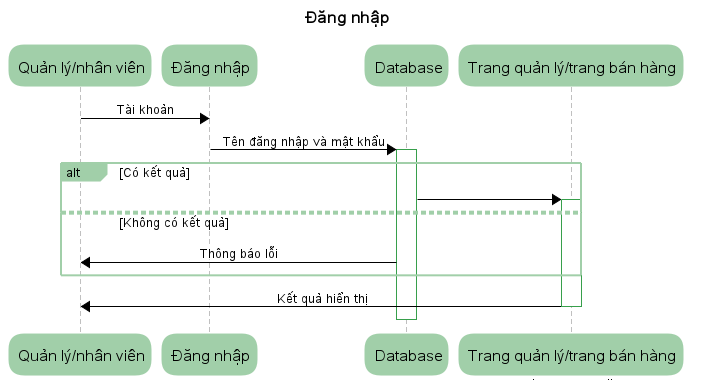 Đăng nhập
Quản lý/nhân viên Đăng nhập Database Trang quản lý/trang bán hàng
Tài khoản
Tên đăng nhập và mật khẩu
alt [Có kết quả]
[Không có kết quả]
Thông báo lỗi
Kết quả hiển thị
Quản lý/nhân viên Đăng nhập Database Trang quản lý/trang bán hàng